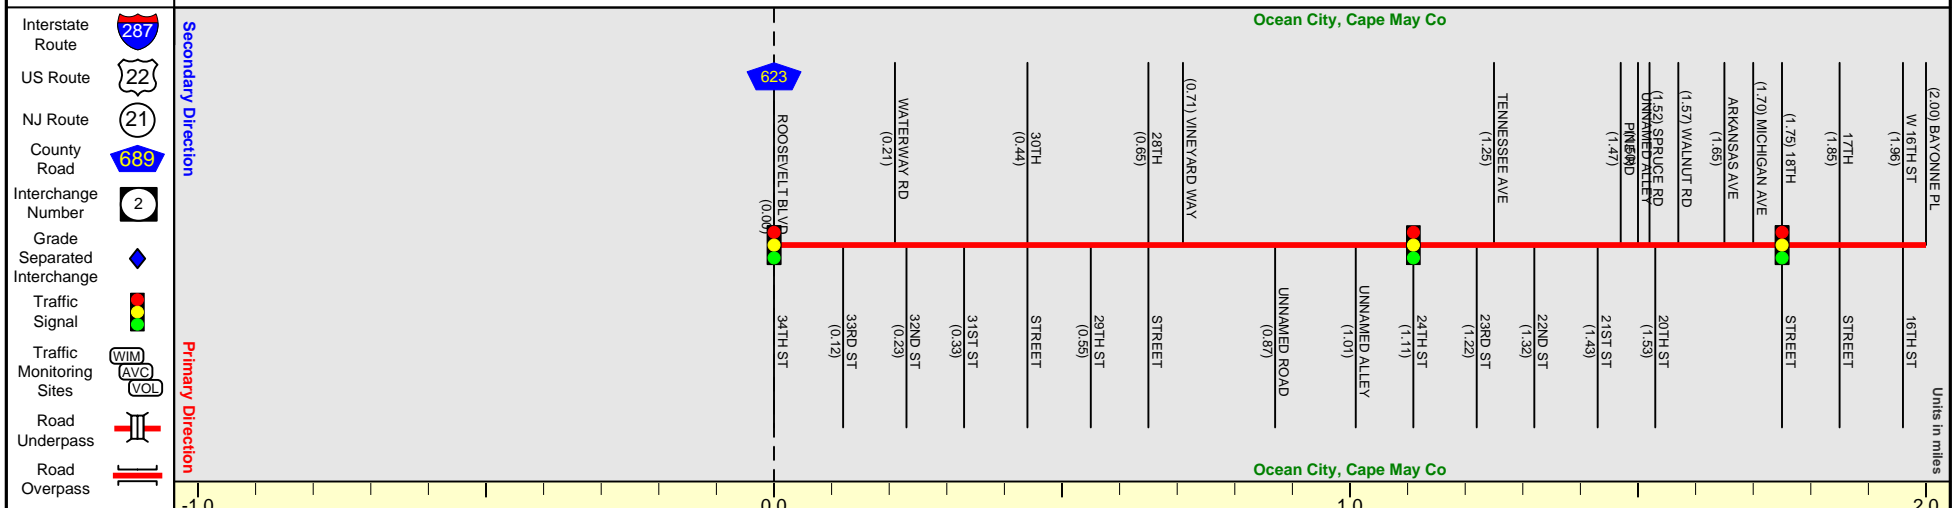 Interstate
Route
287
US Route
22
NJ Route
21
County
Road
689
Interchange
Number
2
Grade
Separated
Interchange
Traffic
Signal
Traffic
Monitoring
Sites
WIM
AVC
VOL
Road
Underpass
Road
Overpass
Secondary Direction
Primary Direction
Ocean City, Cape May Co
623
ROOSEVELT BLVD
(0.00)
WATERWAY RD
(0.21)
30TH
(0.44)
28TH
(0.65)
(0.71) VINEYARD WAY
TENNESSEE AVE
(1.25)
(1.47)
UNNAMED ALLEY
(1.52) SPRUCE RD
(1.57) WALNUT RD
ARKANSAS AVE
(1.65)
(1.70) MICHIGAN AVE
(1.75) 18TH
17TH
(1.85)
W 16TH ST
(1.96)
(2.00) BAYONNE PL
34TH ST
33RD ST
(0.12)
32ND ST
(0.23)
31ST ST
(0.33)
STREET
29TH ST
(0.55)
STREET
UNNAMED ROAD
(0.87)
UNNAMED ALLEY
(1.01)
24TH ST
(1.11)
23RD ST
(1.22)
22ND ST
(1.32)
21ST ST
(1.43)
20TH ST
(1.53)
STREET
STREET
16TH ST
Units in miles
Ocean City, Cape May Co
-1.0
0.0
1.0
2.0